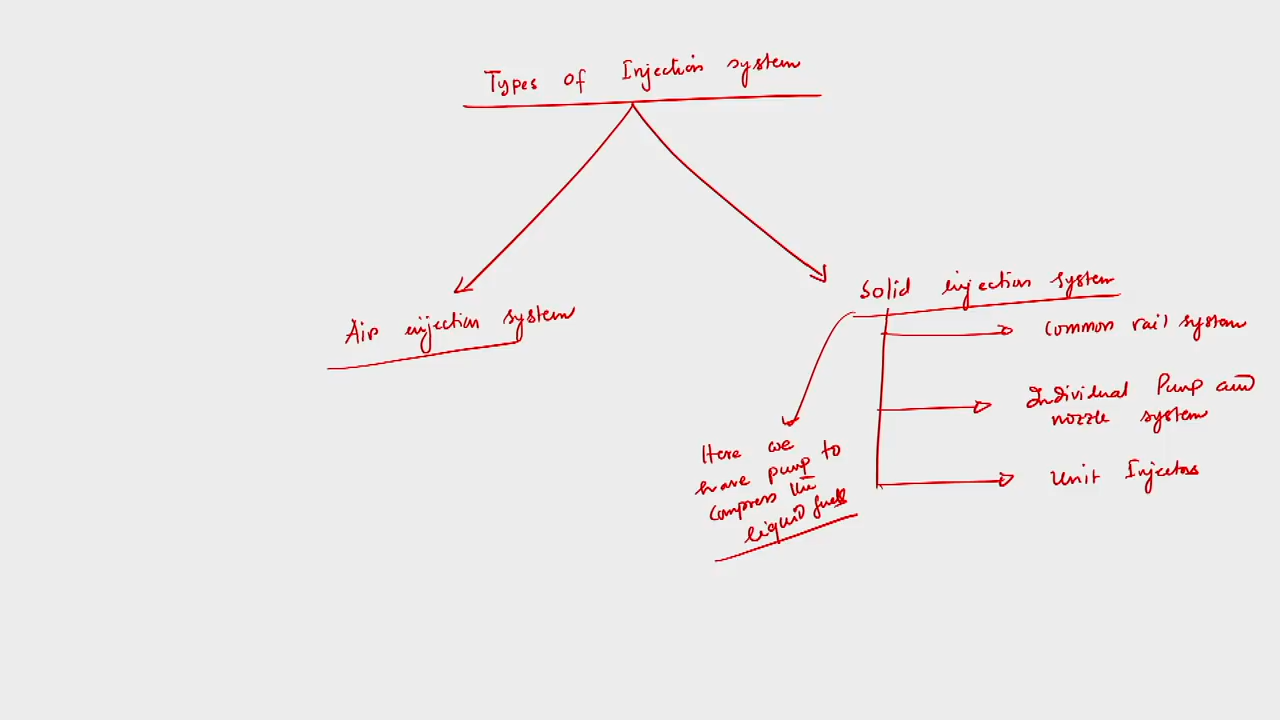 Types of Injection system
Air injection system
Solid injection system
Common rail system
Individual Pump and
nozzle system
Unit Injectors
Here we
have pump to
compress the
liquid fuel